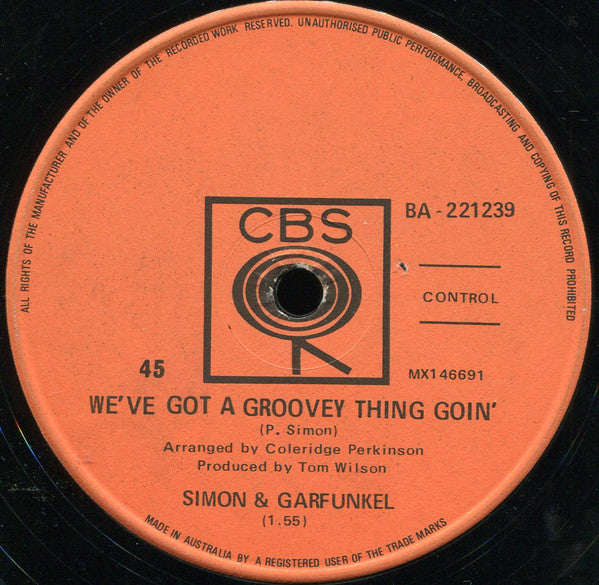 ALL RIGHTS OF THE MANUFACTURER AND OF THE OWNER OF THE RECORDED WORK RESERVED. UNAUTHORISED PUBLIC PERFORMANCE, BROADCASTING AND COPYING OF THIS RECORD PROHIBITED
CBS
BA-221239
CONTROL
45
MX146691
WE'VE GOT A GROOVEY THING GOIN'
(P. Simon)
Arranged by Coleridge Perkinson
Produced by Tom Wilson
SIMON & GARFUNKEL
(1.55)
MADE IN AUSTRALIA BY A REGISTERED USER OF THE TRADE MARKS